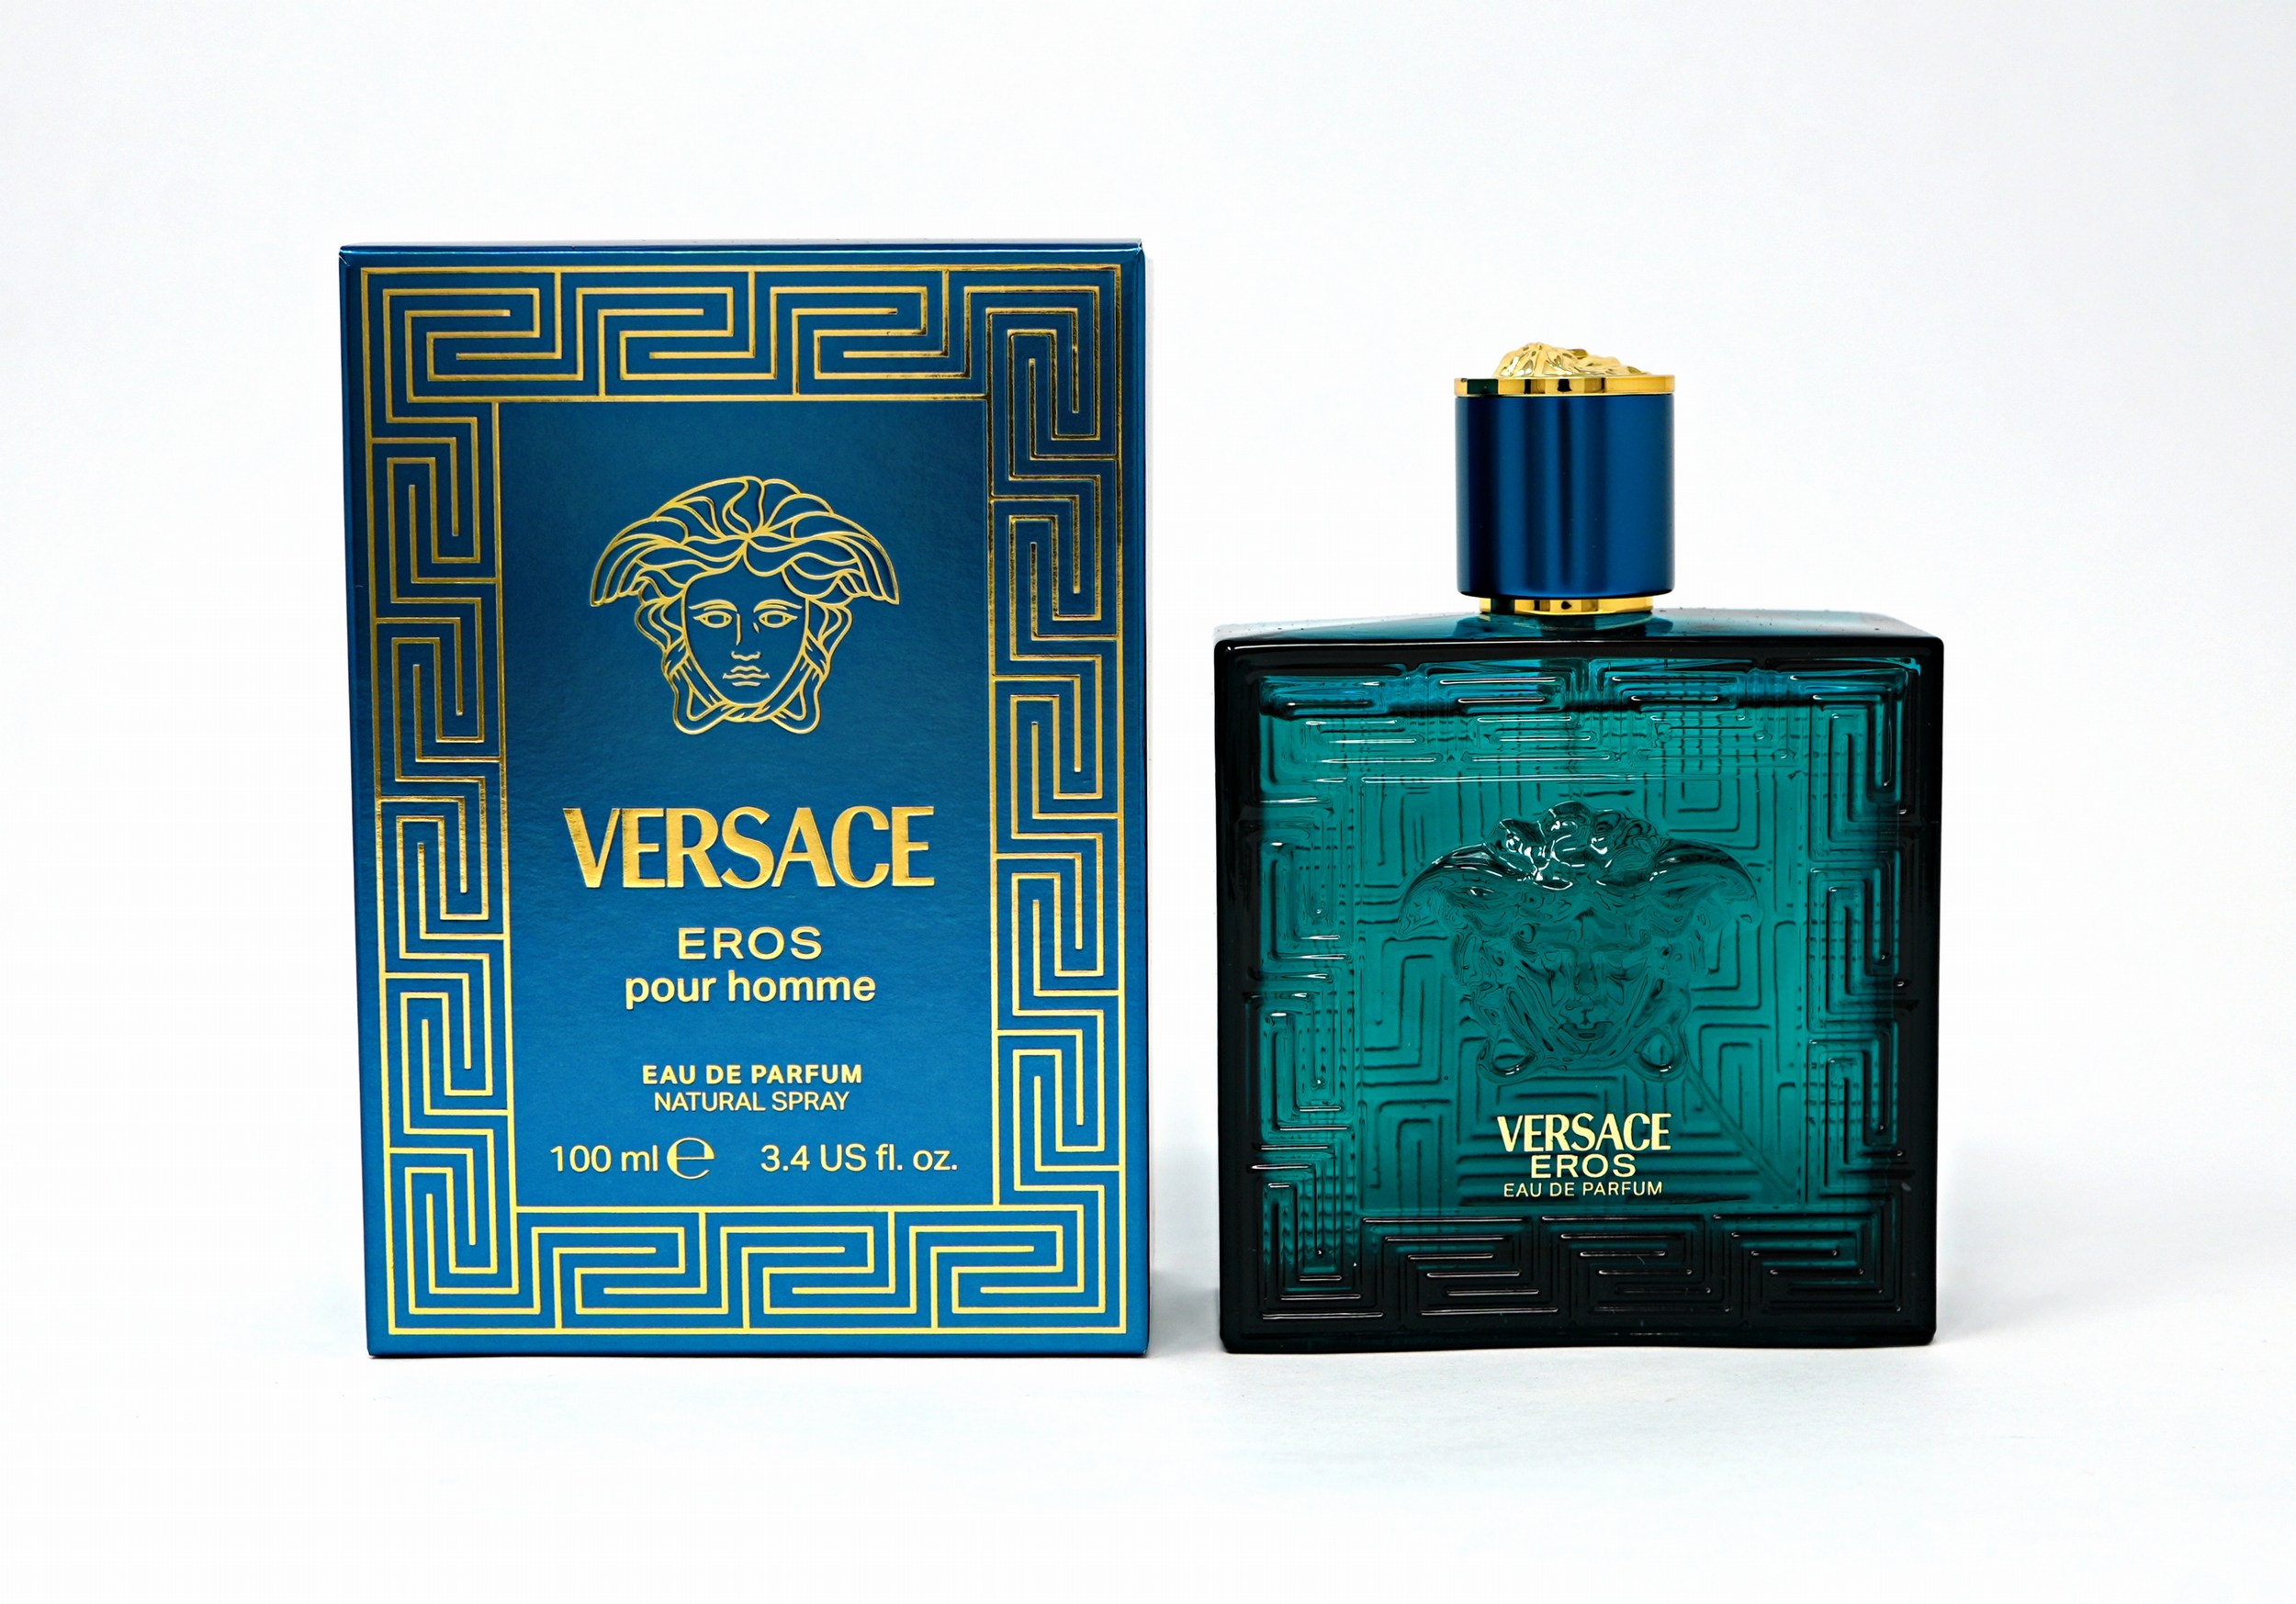 VERSACE
EROS
pour homme
EAU DE PARFUM
NATURAL SPRAY
100 ml ℮ 3.4 US fl. oz.
VERSACE
EROS
EAU DE PARFUM